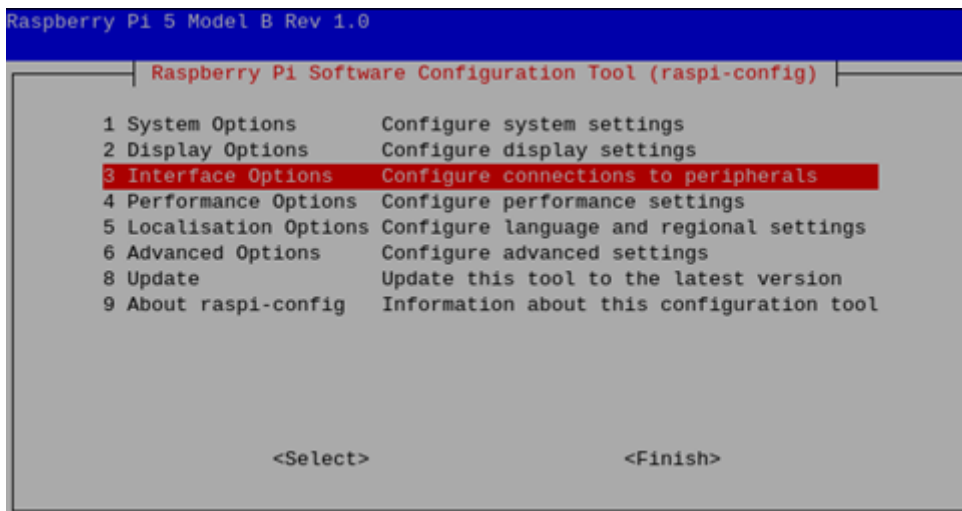 Raspberry Pi 5 Model B Rev 1.0
Raspberry Pi Software Configuration Tool (raspi-config)
1 System Options Configure system settings
2 Display Options Configure display settings
3 Interface Options Configure connections to peripherals
4 Performance Options Configure performance settings
5 Localisation Options Configure language and regional settings
6 Advanced Options Configure advanced settings
8 Update Update this tool to the latest version
9 About raspi-config Information about this configuration tool
<Select> <Finish>